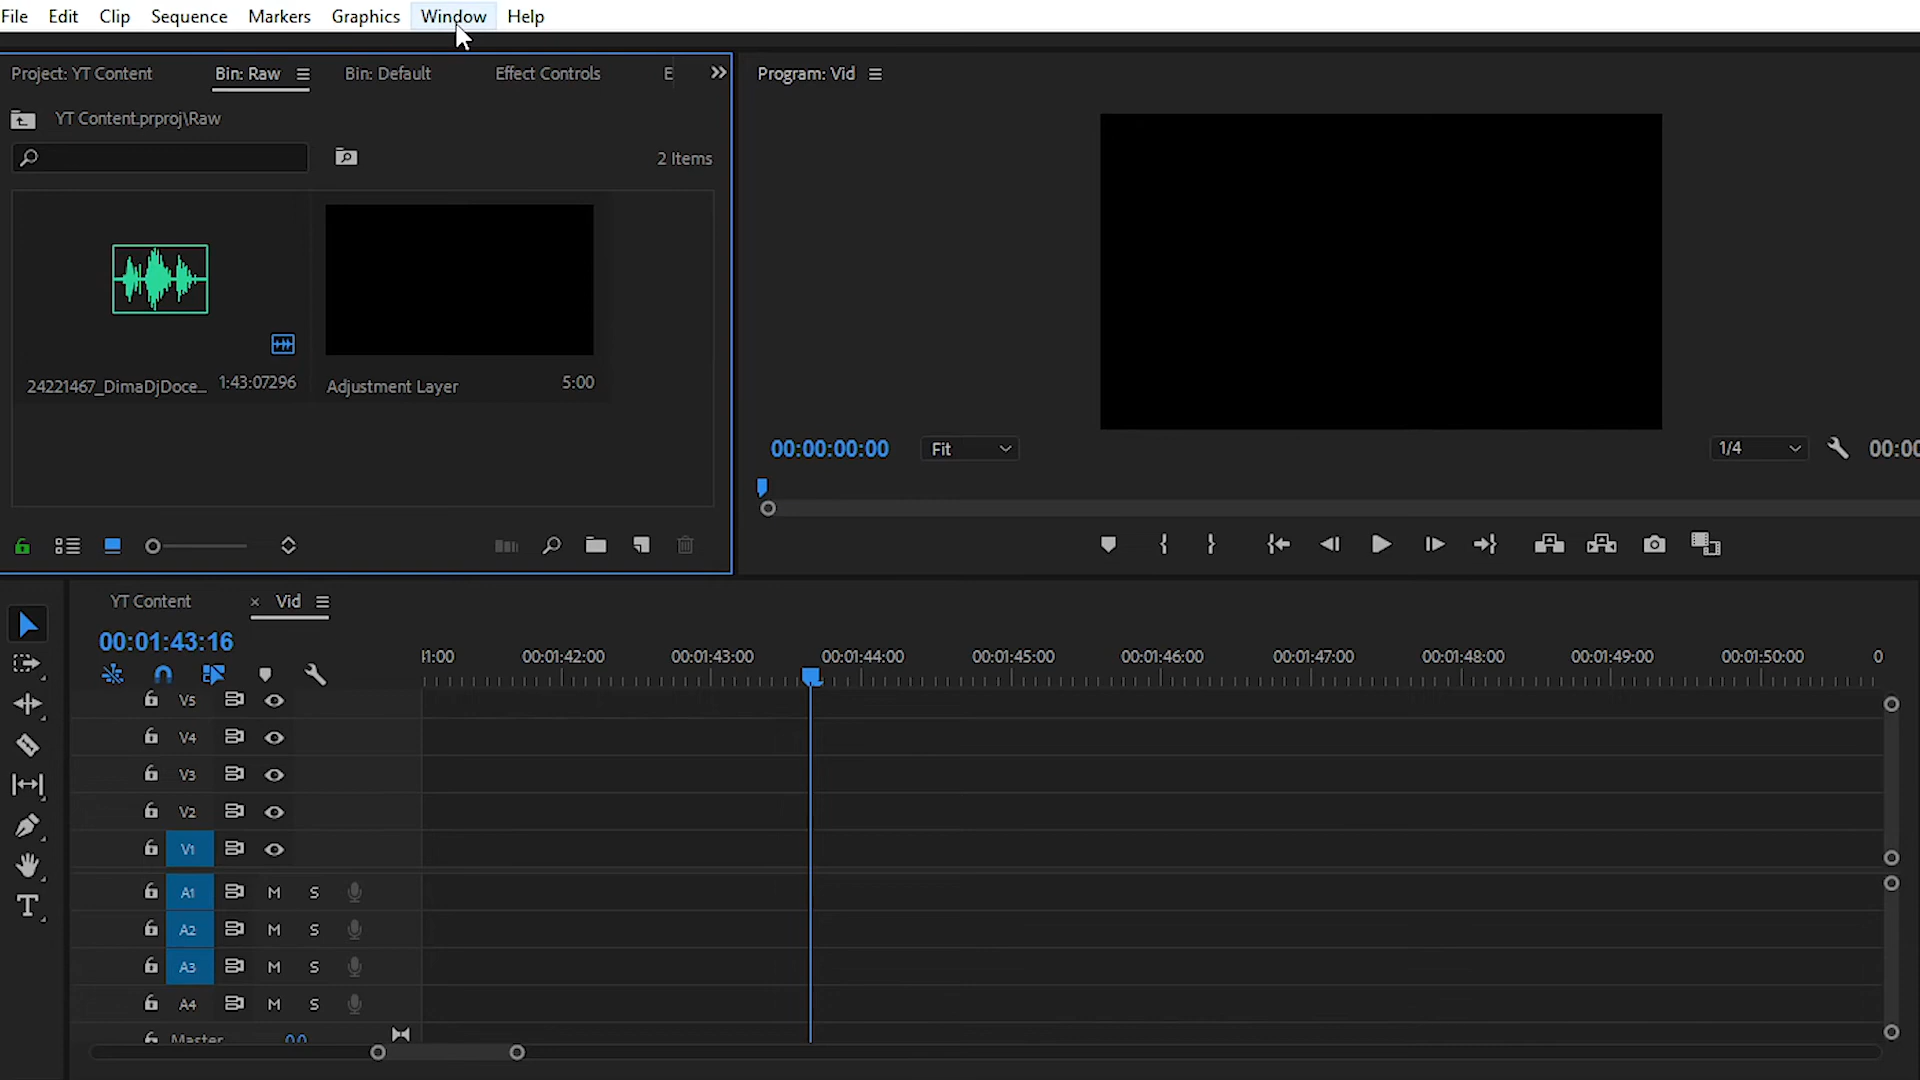 File Edit Clip Sequence Markers Graphics Window Help
Project: YT Content Bin: Raw Bin: Default Effect Controls E
Program: Vid
YT Content.prproj\Raw
2 Items
24221467_DimaDjDoce... 1:43:07296
Adjustment Layer 5:00
00:00:00:00 Fit 1/4 00:00
YT Content × Vid
00:01:43:16
00:01:42:00 00:01:43:00 00:01:44:00 00:01:45:00 00:01:46:00 00:01:47:00 00:01:48:00 00:01:49:00 00:01:50:00 0
V5
V4
V3
V2
V1
A1 M S
A2 M S
A3 M S
A4 M S
Master 0.0
T